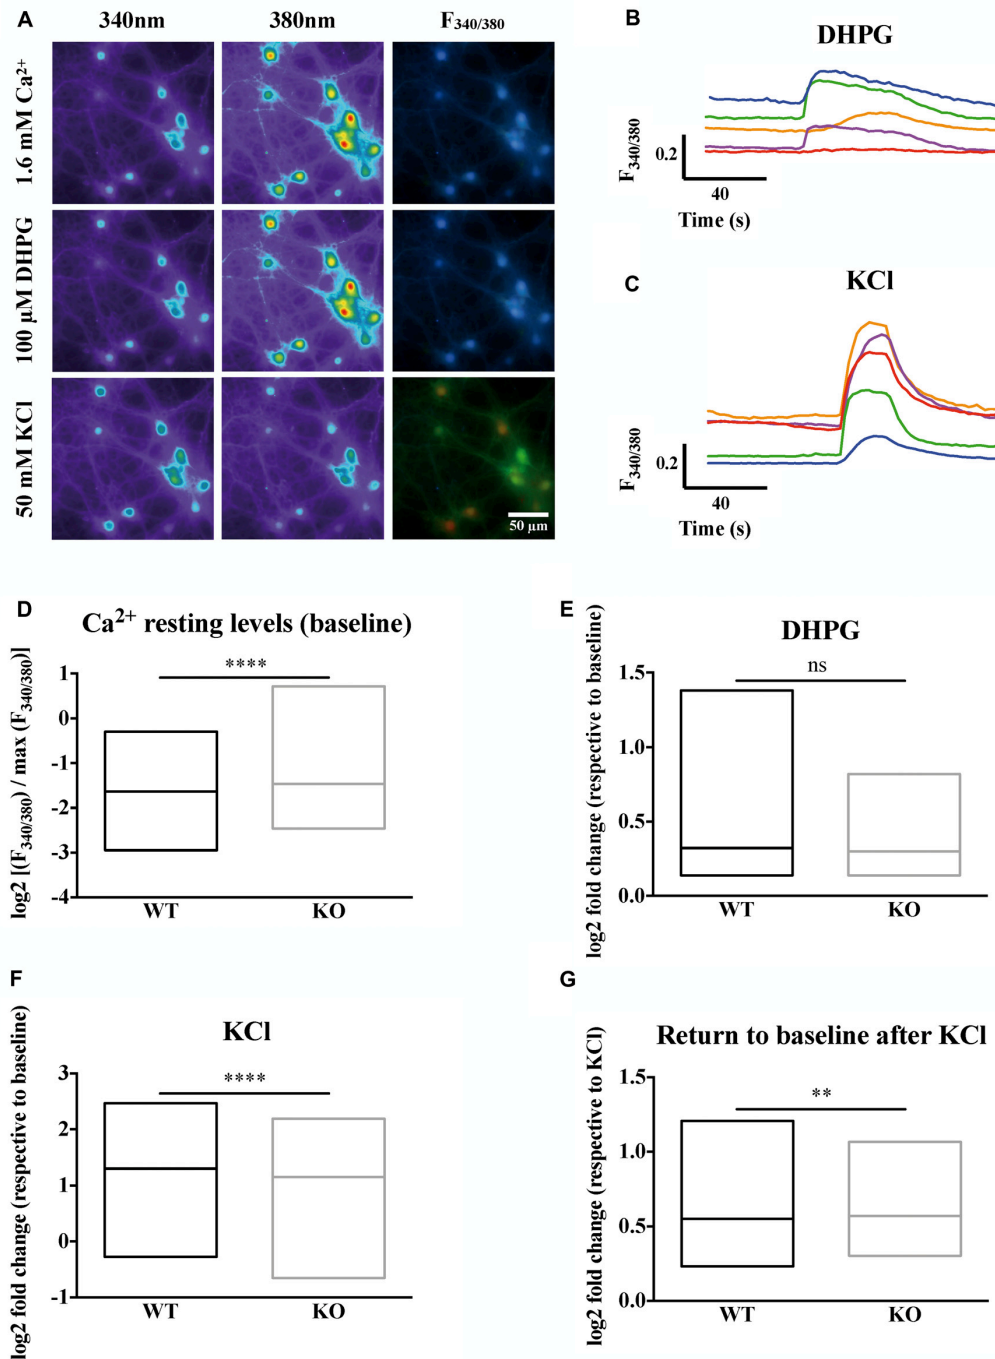 A
340nm
380nm
F340/380
1.6 mM Ca2+
100 µM DHPG
50 mM KCl
50 µm
B
DHPG
F340/380
0.2
40
Time (s)
C
KCl
F340/380
0.2
40
Time (s)
D
Ca2+ resting levels (baseline)
log2 [(F340/380) / max (F340/380)]
****
1
0
-1
-2
-3
-4
WT
KO
E
DHPG
log2 fold change (respective to baseline)
ns
1.5
1.0
0.5
0.0
WT
KO
F
KCl
log2 fold change (respective to baseline)
****
3
2
1
0
-1
WT
KO
G
Return to baseline after KCl
log2 fold change (respective to KCl)
**
1.5
1.0
0.5
0.0
WT
KO